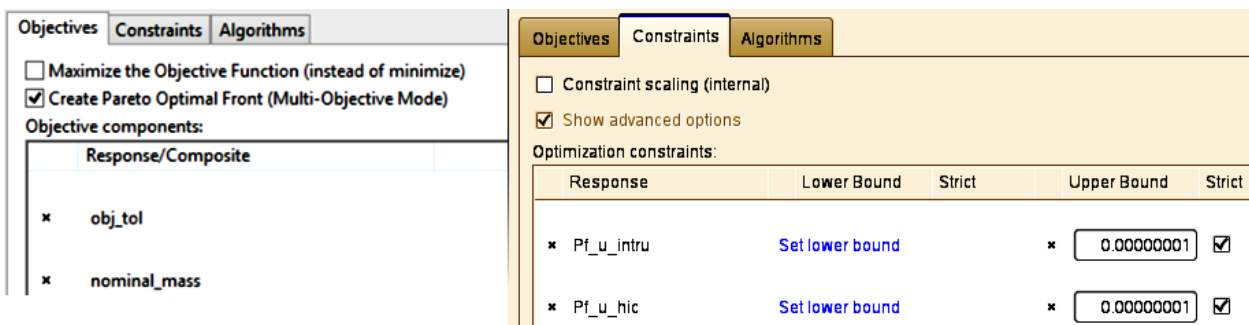 Objectives Constraints Algorithms
Maximize the Objective Function (instead of minimize)
Create Pareto Optimal Front (Multi-Objective Mode)
Objective components:
Response/Composite
× obj_tol
× nominal_mass
Objectives Constraints Algorithms
Constraint scaling (internal)
Show advanced options
Optimization constraints:
Response Lower Bound Strict Upper Bound Strict
× Pf_u_intru Set lower bound × 0.00000001
× Pf_u_hic Set lower bound × 0.00000001